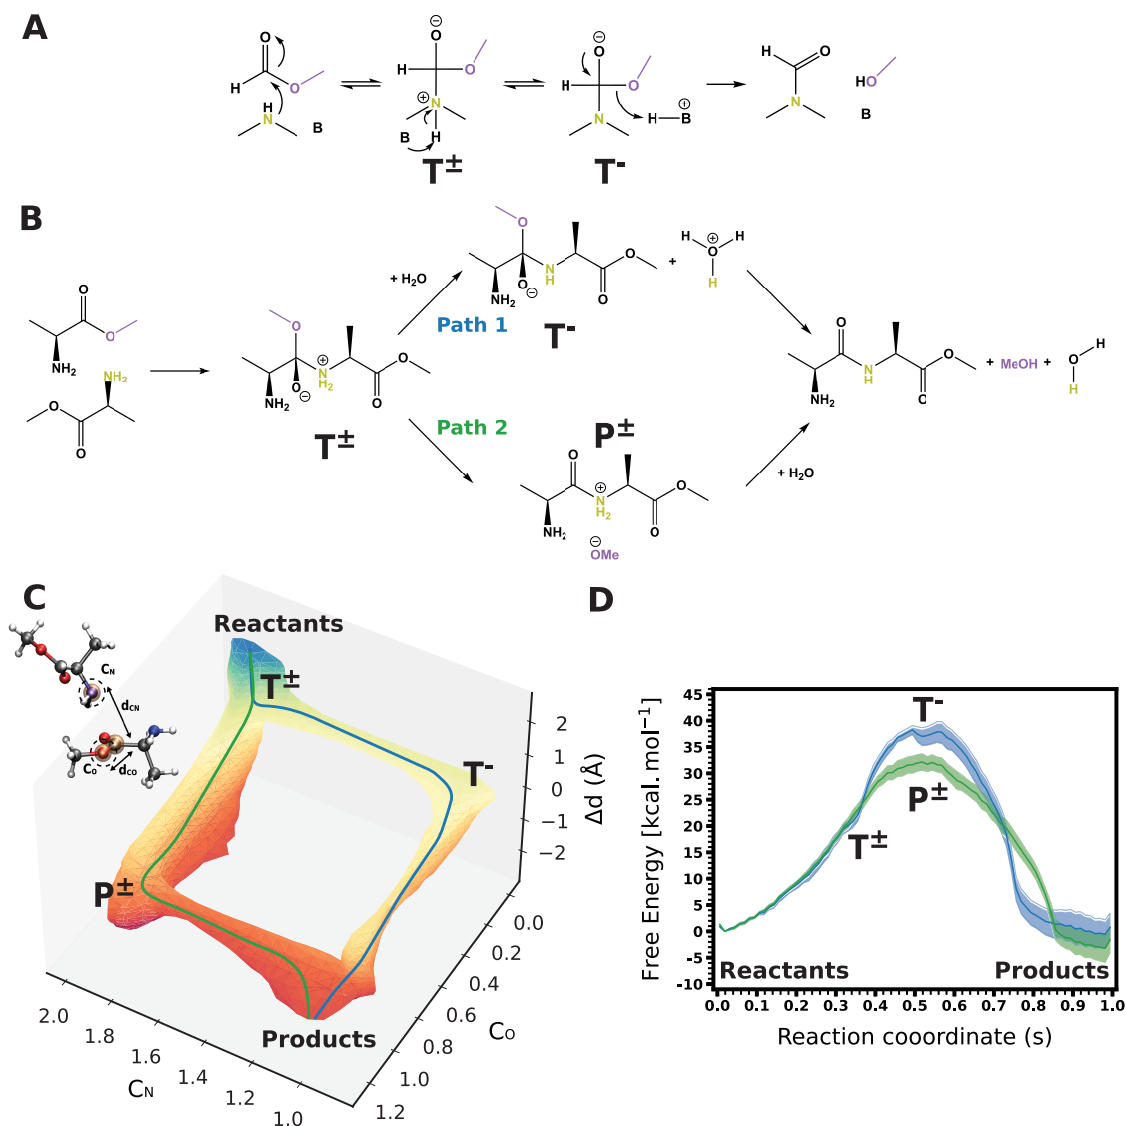 A
O
H
O
H
N
B
⊖
O
H
O
⊕
N
B
H
T±
⊖
O
H
O
N
H
⊕
B
T-
H
O
N
HO
B
B
O
O
NH2
NH2
O
O
O
O
⊖
NH2
⊕
N
H2
O
O
T±
+ H2O
Path 1
Path 2
O
O
⊖
NH2
N
H
O
O
+
H
H
⊕
O
H
T-
P±
O
NH2
⊕
N
H2
O
O
⊖
OMe
+ H2O
O
NH2
N
H
O
O
+ MeOH +
O
H
H
C
CN
dCN
CO
dCO
Reactants
T±
T-
P±
Products
2
1
0
−1
−2
Δd (Å)
0.0
0.2
0.4
0.6
0.8
1.0
1.2
CO
2.0
1.8
1.6
1.4
1.2
1.0
CN
D
45
40
35
30
25
20
15
10
5
0
-5
-10
Free Energy [kcal. mol−1]
T-
P±
T±
Reactants
Products
0.0 0.1 0.2 0.3 0.4 0.5 0.6 0.7 0.8 0.9 1.0
Reaction cooordinate (s)